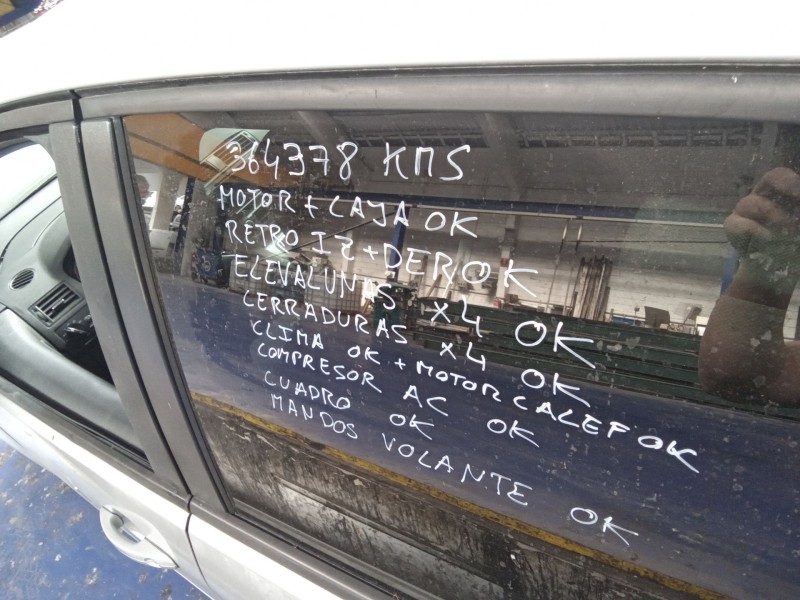 364378 KMS
MOTOR + CAJA OK
RETRO IZ + DER OK
ELEVALUNAS x4 OK
CERRADURAS x4 OK
CLIMA OK + MOTOR CALEF OK
COMPRESOR AC OK
CUADRO OK
MANDOS VOLANTE OK